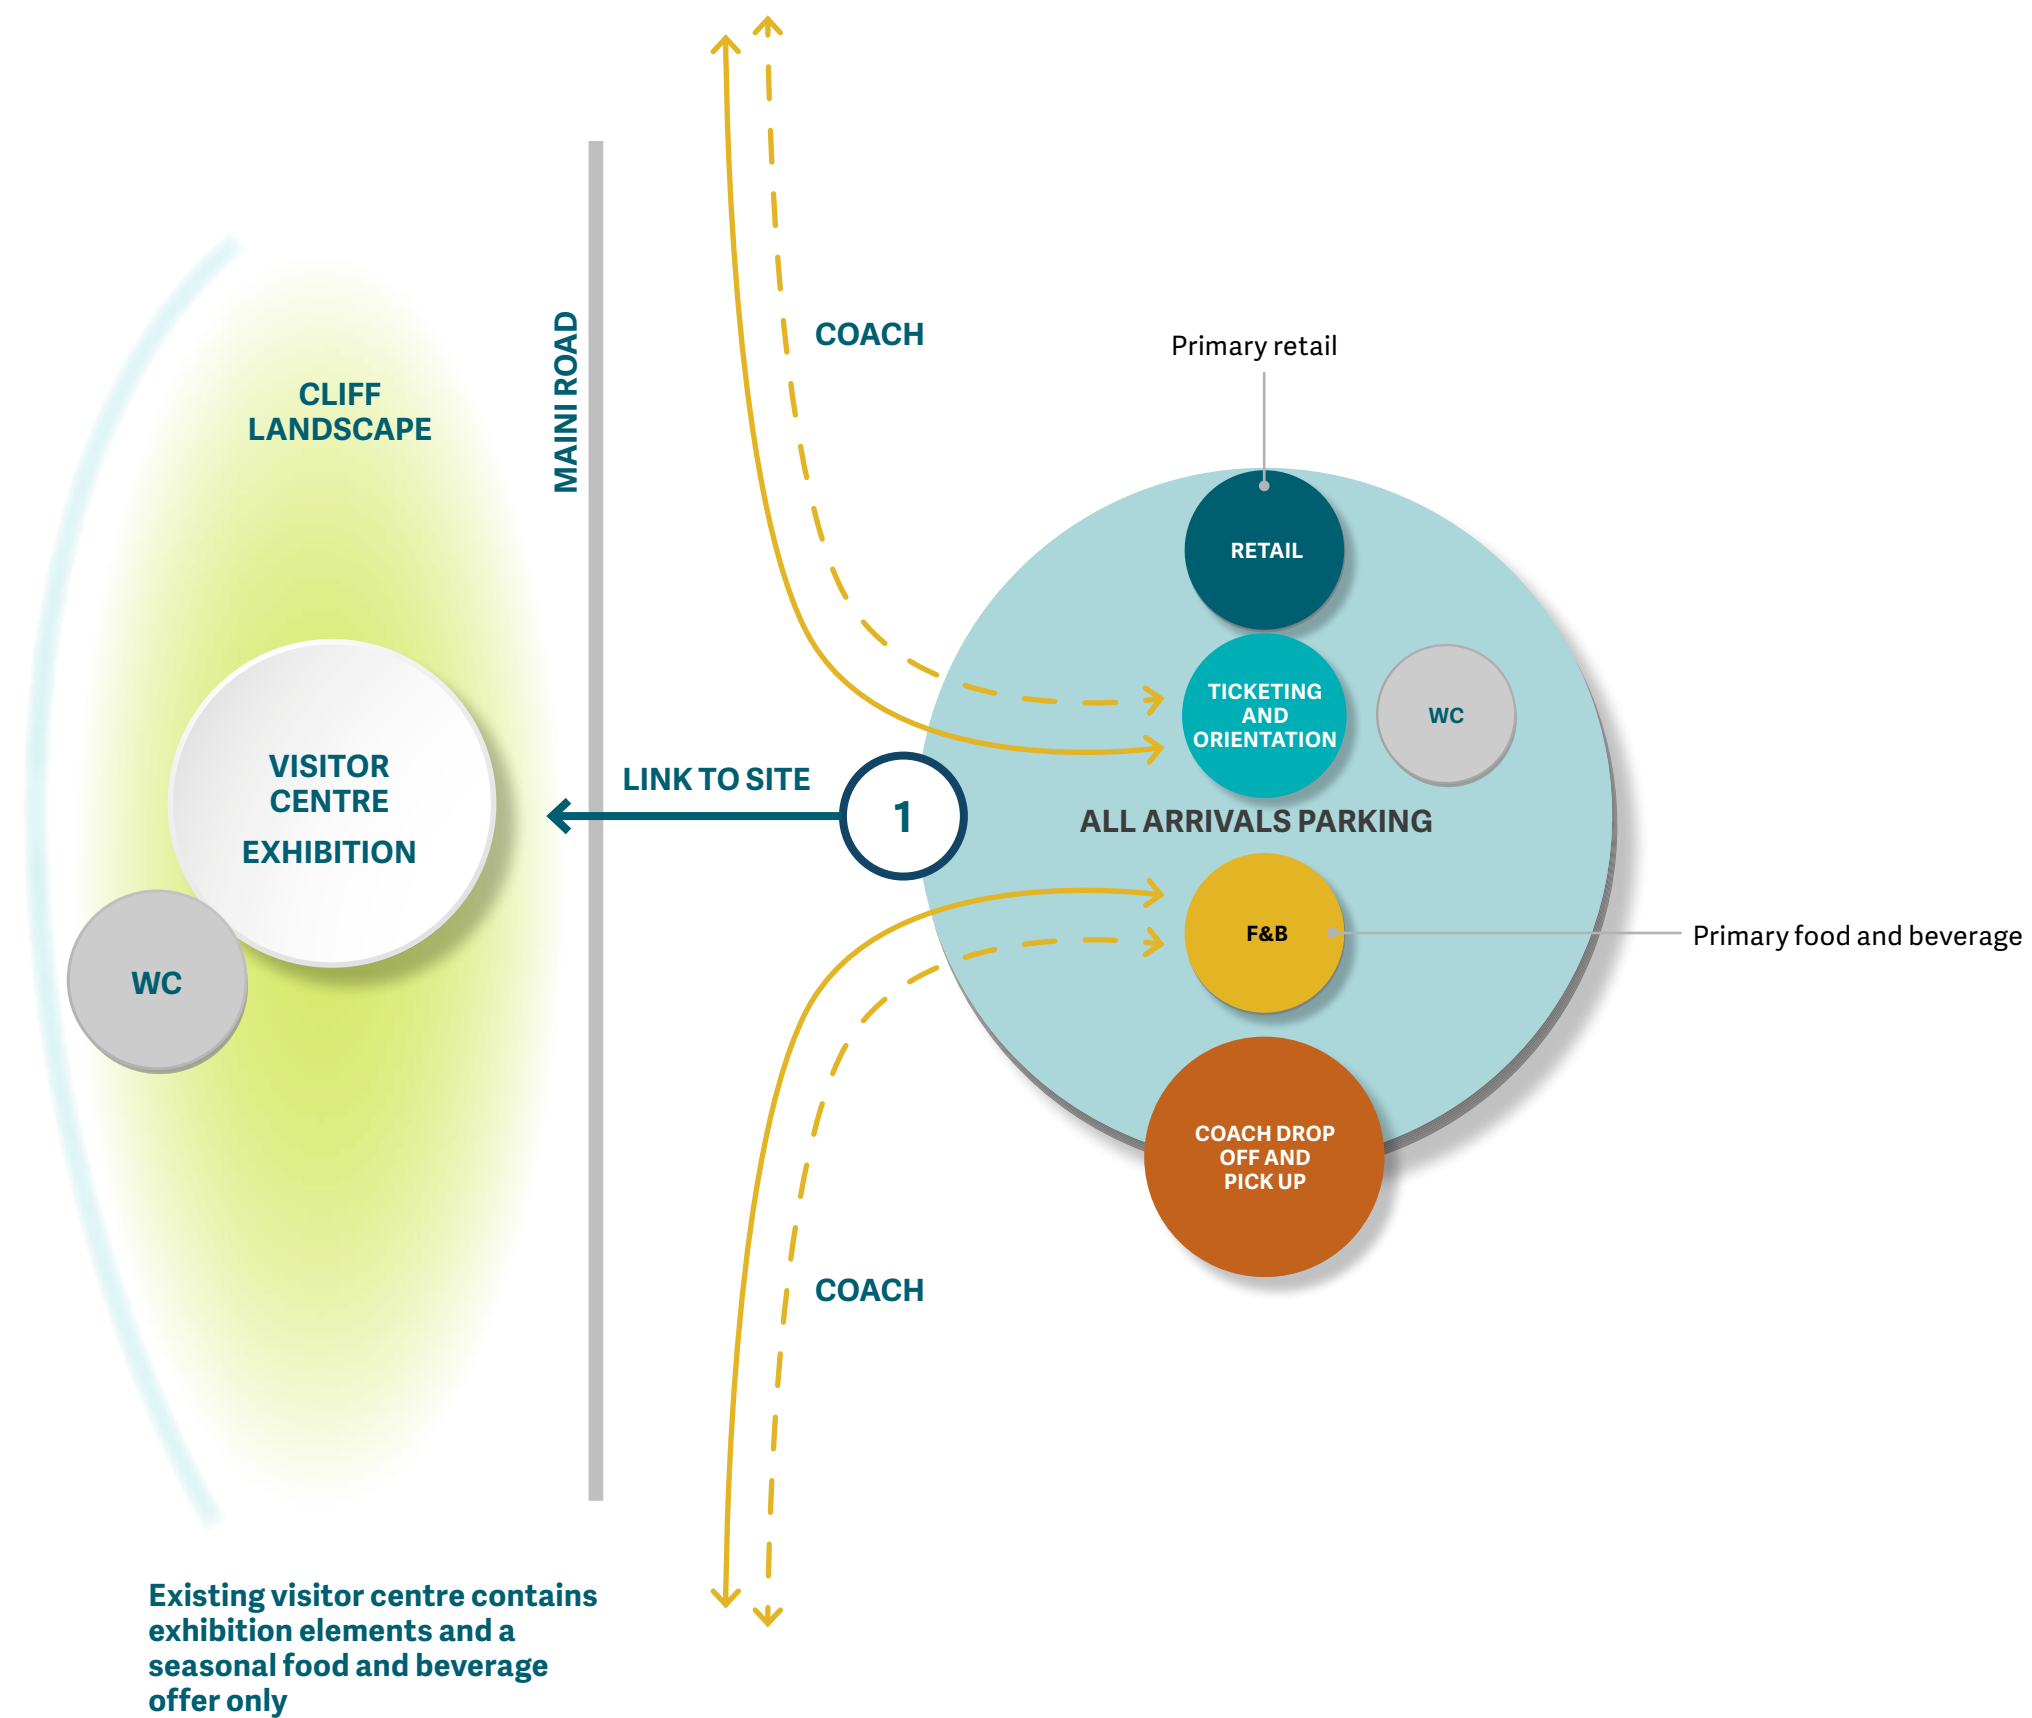 COACH
Primary retail
MAINI ROAD
CLIFF
LANDSCAPE
RETAIL
TICKETING
AND
ORIENTATION
WC
LINK TO SITE
1
ALL ARRIVALS PARKING
VISITOR
CENTRE
EXHIBITION
WC
F&B
Primary food and beverage
COACH DROP
OFF AND
PICK UP
COACH
Existing visitor centre contains
exhibition elements and a
seasonal food and beverage
offer only